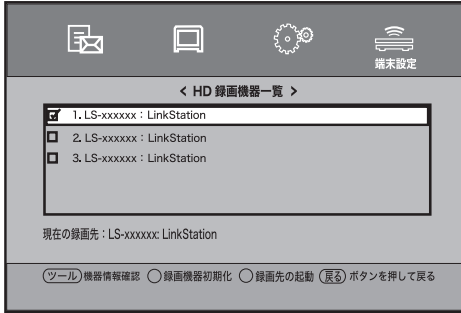 端末設定
< HD 録画機器一覧 >
1. LS-xxxxxx：LinkStation
2. LS-xxxxxx：LinkStation
3. LS-xxxxxx：LinkStation
現在の録画先：LS-xxxxxx: LinkStation
ツール 機器情報確認 ○録画機器初期化 ○録画先の起動 戻る ボタンを押して戻る